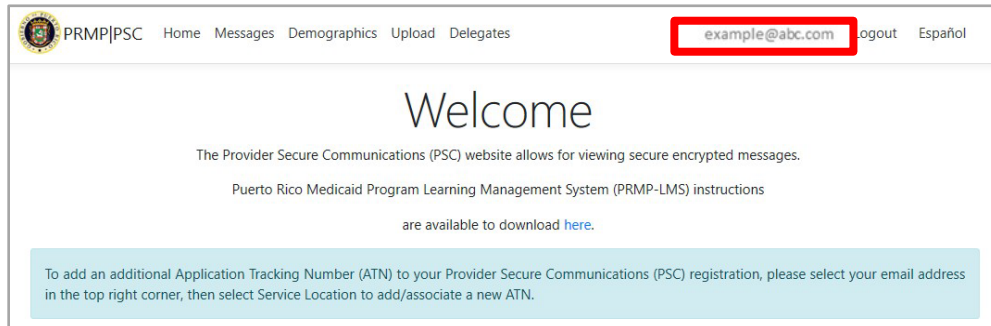 PRMP|PSC Home Messages Demographics Upload Delegates example@abc.com Logout Español
Welcome
The Provider Secure Communications (PSC) website allows for viewing secure encrypted messages.
Puerto Rico Medicaid Program Learning Management System (PRMP-LMS) instructions
are available to download here.
To add an additional Application Tracking Number (ATN) to your Provider Secure Communications (PSC) registration, please select your email address
in the top right corner, then select Service Location to add/associate a new ATN.